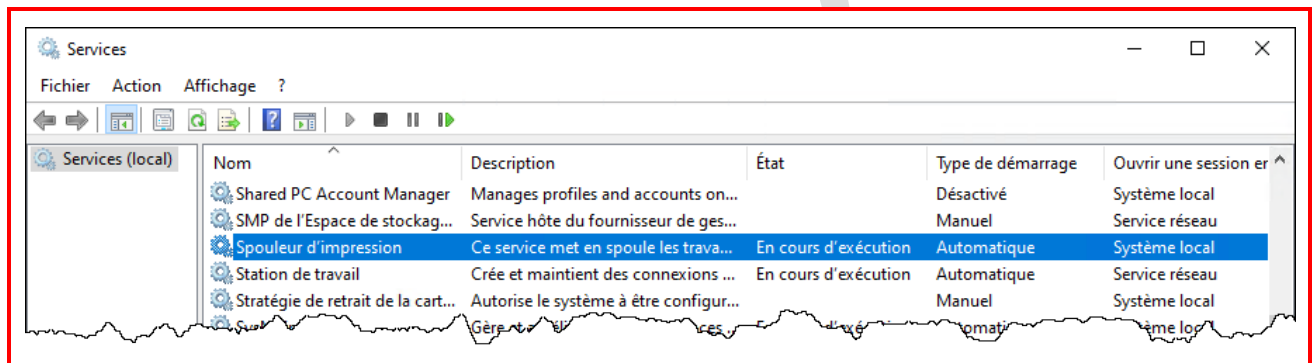 Services
Fichier Action Affichage ?
Services (local)
Nom Description État Type de démarrage Ouvrir une session er
Shared PC Account Manager Manages profiles and accounts on... Désactivé Système local
SMP de l'Espace de stockag... Service hôte du fournisseur de ges... Manuel Service réseau
Spouleur d'impression Ce service met en spoule les trava... En cours d'exécution Automatique Système local
Station de travail Crée et maintient des connexions ... En cours d'exécution Automatique Service réseau
Stratégie de retrait de la cart... Autorise le système à être configur... Manuel Système local